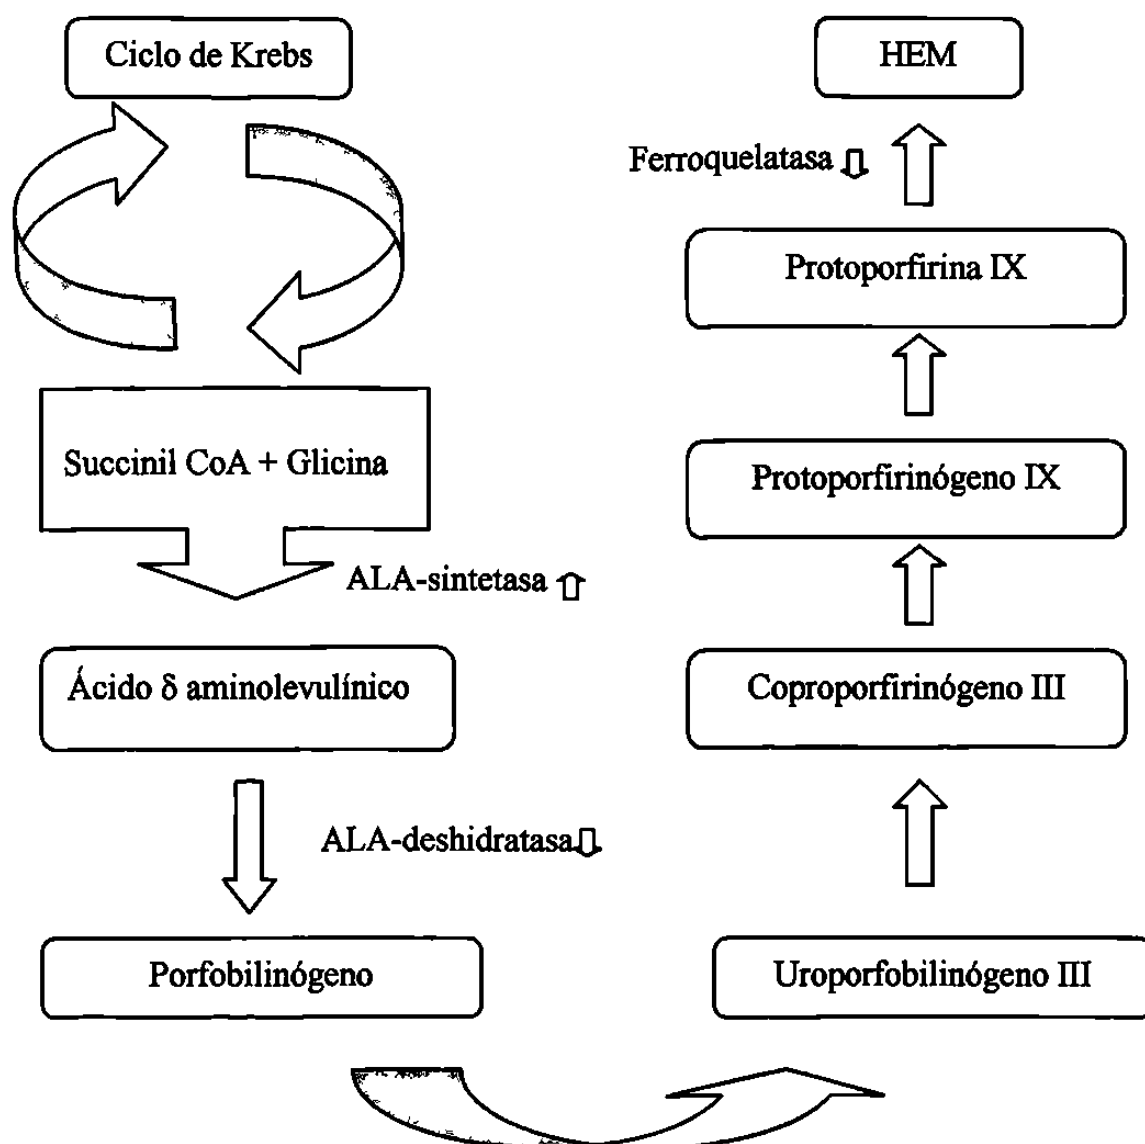 Ciclo de Krebs
Succinil CoA + Glicina
ALA-sintetasa
Ácido δ aminolevulínico
ALA-deshidratasa
Porfobilinógeno
Uroporfobilinógeno III
Coproporfirinógeno III
Protoporfirinógeno IX
Protoporfirina IX
Ferroquelatasa
HEM